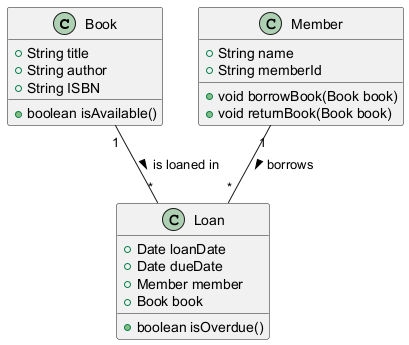 C Book
+ String title
+ String author
+ String ISBN
+ boolean isAvailable()
C Member
+ String name
+ String memberId
+ void borrowBook(Book book)
+ void returnBook(Book book)
1
is loaned in
*
1
borrows
*
C Loan
+ Date loanDate
+ Date dueDate
+ Member member
+ Book book
+ boolean isOverdue()